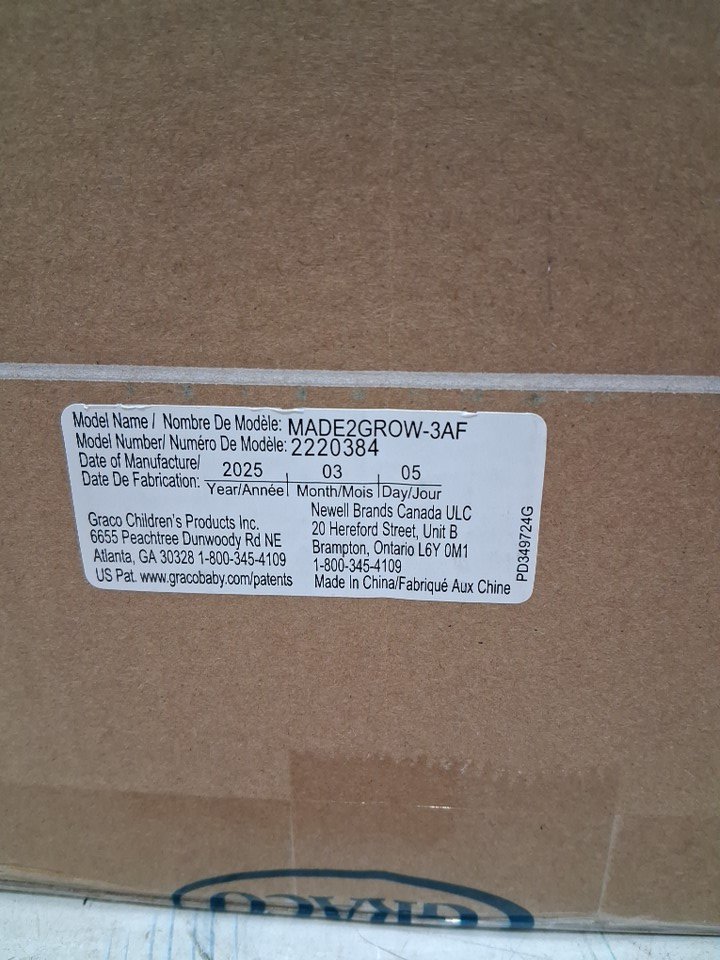 Model Name / Nombre De Modèle: MADE2GROW-3AF
Model Number/ Numéro De Modèle: 2220384
Date of Manufacture/
Date De Fabrication: 2025 03 05
Year/Année Month/Mois Day/Jour
Graco Children's Products Inc.
6655 Peachtree Dunwoody Rd NE
Atlanta, GA 30328 1-800-345-4109
US Pat. www.gracobaby.com/patents
Newell Brands Canada ULC
20 Hereford Street, Unit B
Brampton, Ontario L6Y 0M1
1-800-345-4109
Made In China/Fabriqué Aux Chine
PD349724G
GRACO